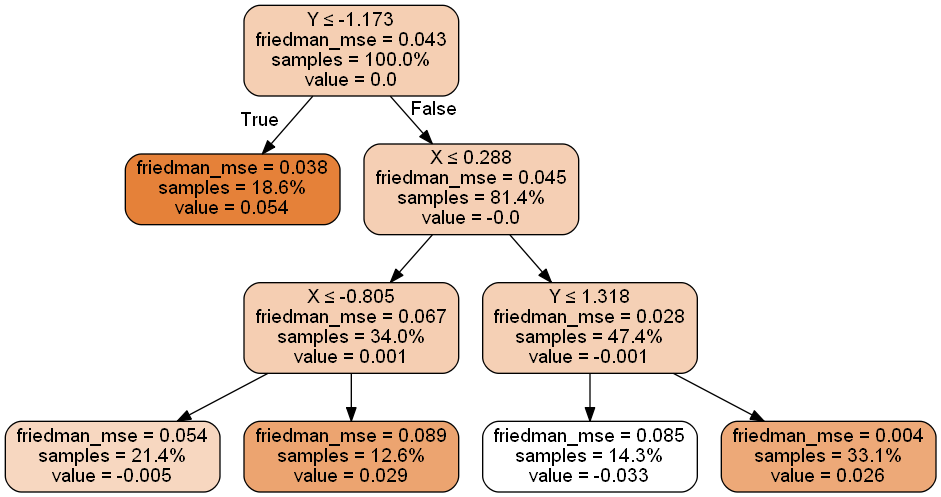 Y ≤ -1.173
friedman_mse = 0.043
samples = 100.0%
value = 0.0
True
False
friedman_mse = 0.038
samples = 18.6%
value = 0.054
X ≤ 0.288
friedman_mse = 0.045
samples = 81.4%
value = -0.0
X ≤ -0.805
friedman_mse = 0.067
samples = 34.0%
value = 0.001
Y ≤ 1.318
friedman_mse = 0.028
samples = 47.4%
value = -0.001
friedman_mse = 0.054
samples = 21.4%
value = -0.005
friedman_mse = 0.089
samples = 12.6%
value = 0.029
friedman_mse = 0.085
samples = 14.3%
value = -0.033
friedman_mse = 0.004
samples = 33.1%
value = 0.026